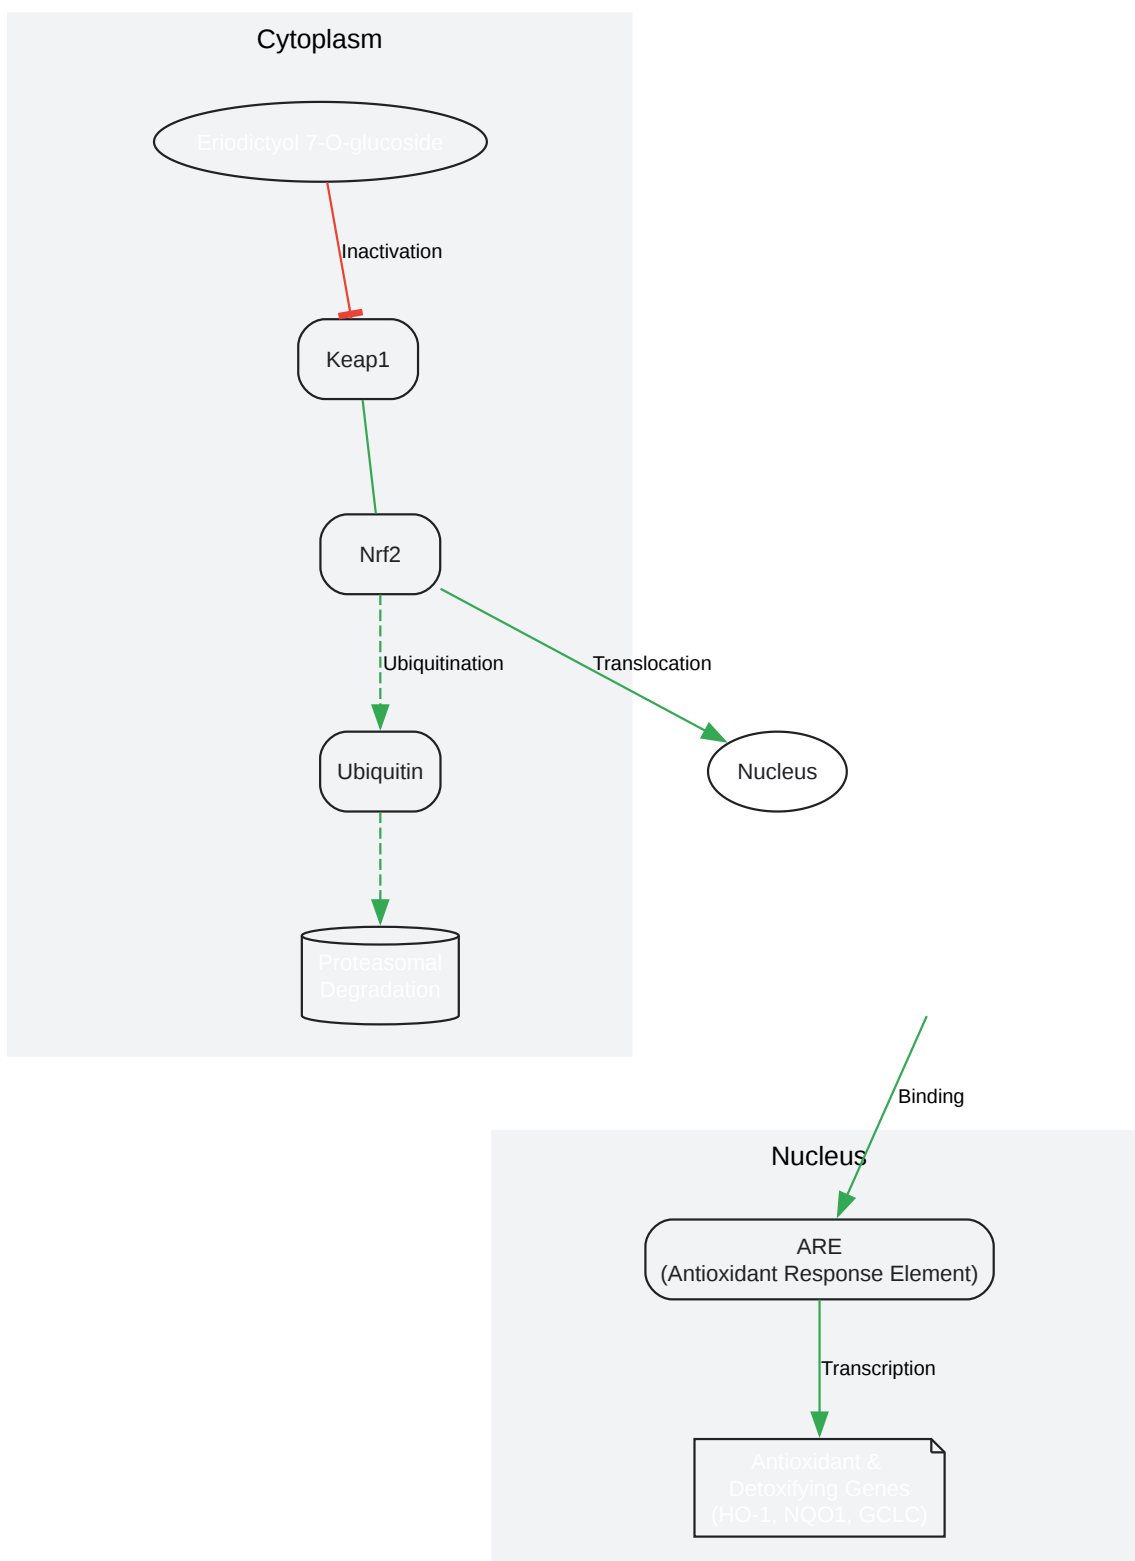 Cytoplasm
Eriodictyol 7-O-glucoside
Inactivation
Keap1
Nrf2
Ubiquitination
Translocation
Ubiquitin
Nucleus
Proteasomal
Degradation
Binding
Nucleus
ARE
(Antioxidant Response Element)
Transcription
Antioxidant &
Detoxifying Genes
(HO-1, NQO1, GCLC)